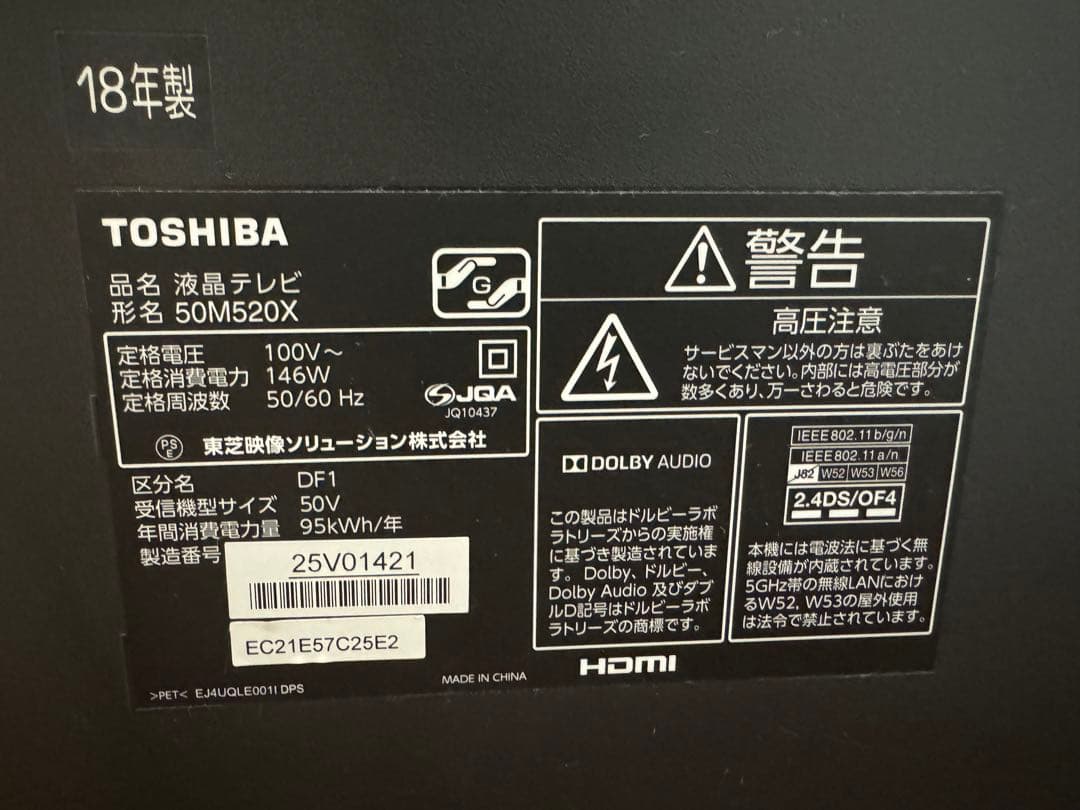 18年製
TOSHIBA
品名 液晶テレビ
形名 50M520X
G
定格電圧 100V～
定格消費電力 146W
定格周波数 50/60 Hz
JQA
JQ10437
PS
E
東芝映像ソリューション株式会社
区分名 DF1
受信機型サイズ 50V
年間消費電力量 95kWh/年
製造番号
25V01421
EC21E57C25E2
>PET< EJ4UQLE001I DPS
MADE IN CHINA
警告
高圧注意
サービスマン以外の方は裏ぶたをあけ
ないでください。内部には高電圧部分が
数多くあり、万一さわると危険です。
DOLBY AUDIO
この製品はドルビーラボ
ラトリーズからの実施権
に基づき製造されていま
す。Dolby、ドルビー、
Dolby Audio 及びダブ
ルD記号はドルビーラボ
ラトリーズの商標です。
IEEE802.11b/g/n
IEEE802.11a/n
J52 W52 W53 W56
2.4DS/OF4
本機には電波法に基づく無
線設備が内蔵されています。
5GHz帯の無線LANにおけ
るW52, W53の屋外使用
は法令で禁止されています。
HDMI